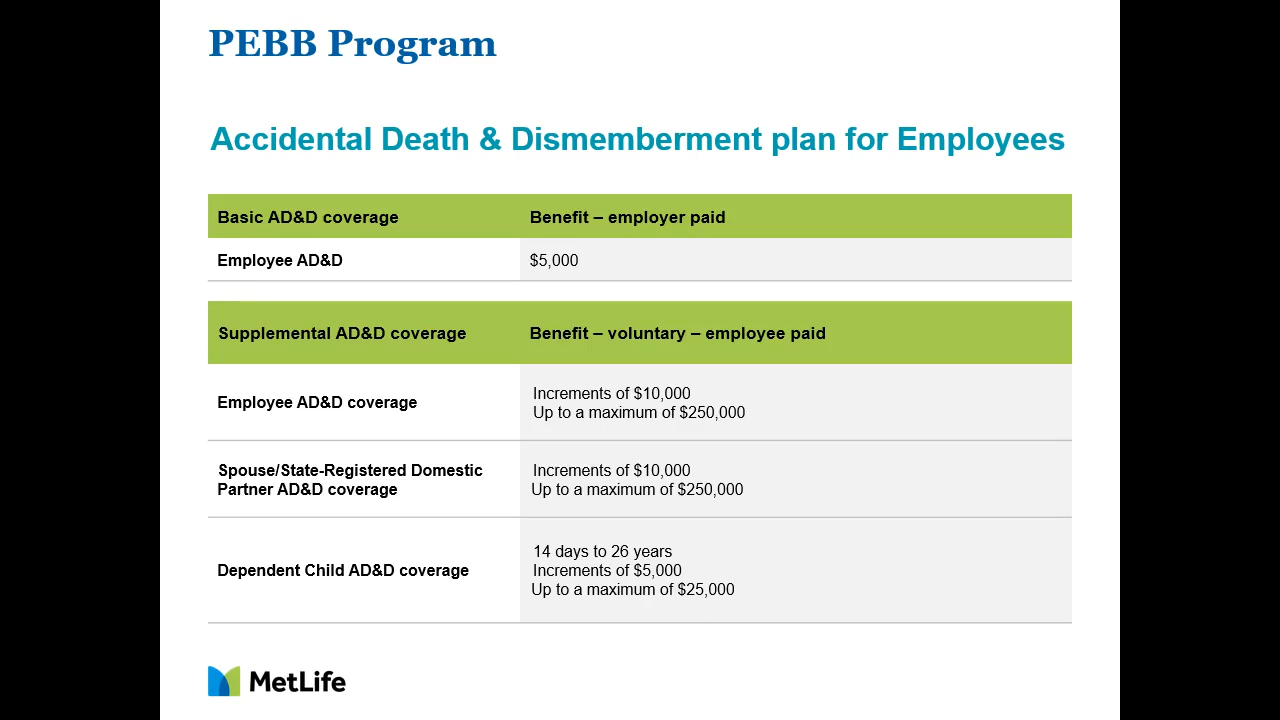 PEBB Program
Accidental Death & Dismemberment plan for Employees
Basic AD&D coverage
Benefit – employer paid
Employee AD&D
$5,000
Supplemental AD&D coverage
Benefit – voluntary – employee paid
Employee AD&D coverage
Increments of $10,000
Up to a maximum of $250,000
Spouse/State-Registered Domestic
Partner AD&D coverage
Increments of $10,000
Up to a maximum of $250,000
Dependent Child AD&D coverage
14 days to 26 years
Increments of $5,000
Up to a maximum of $25,000
MetLife